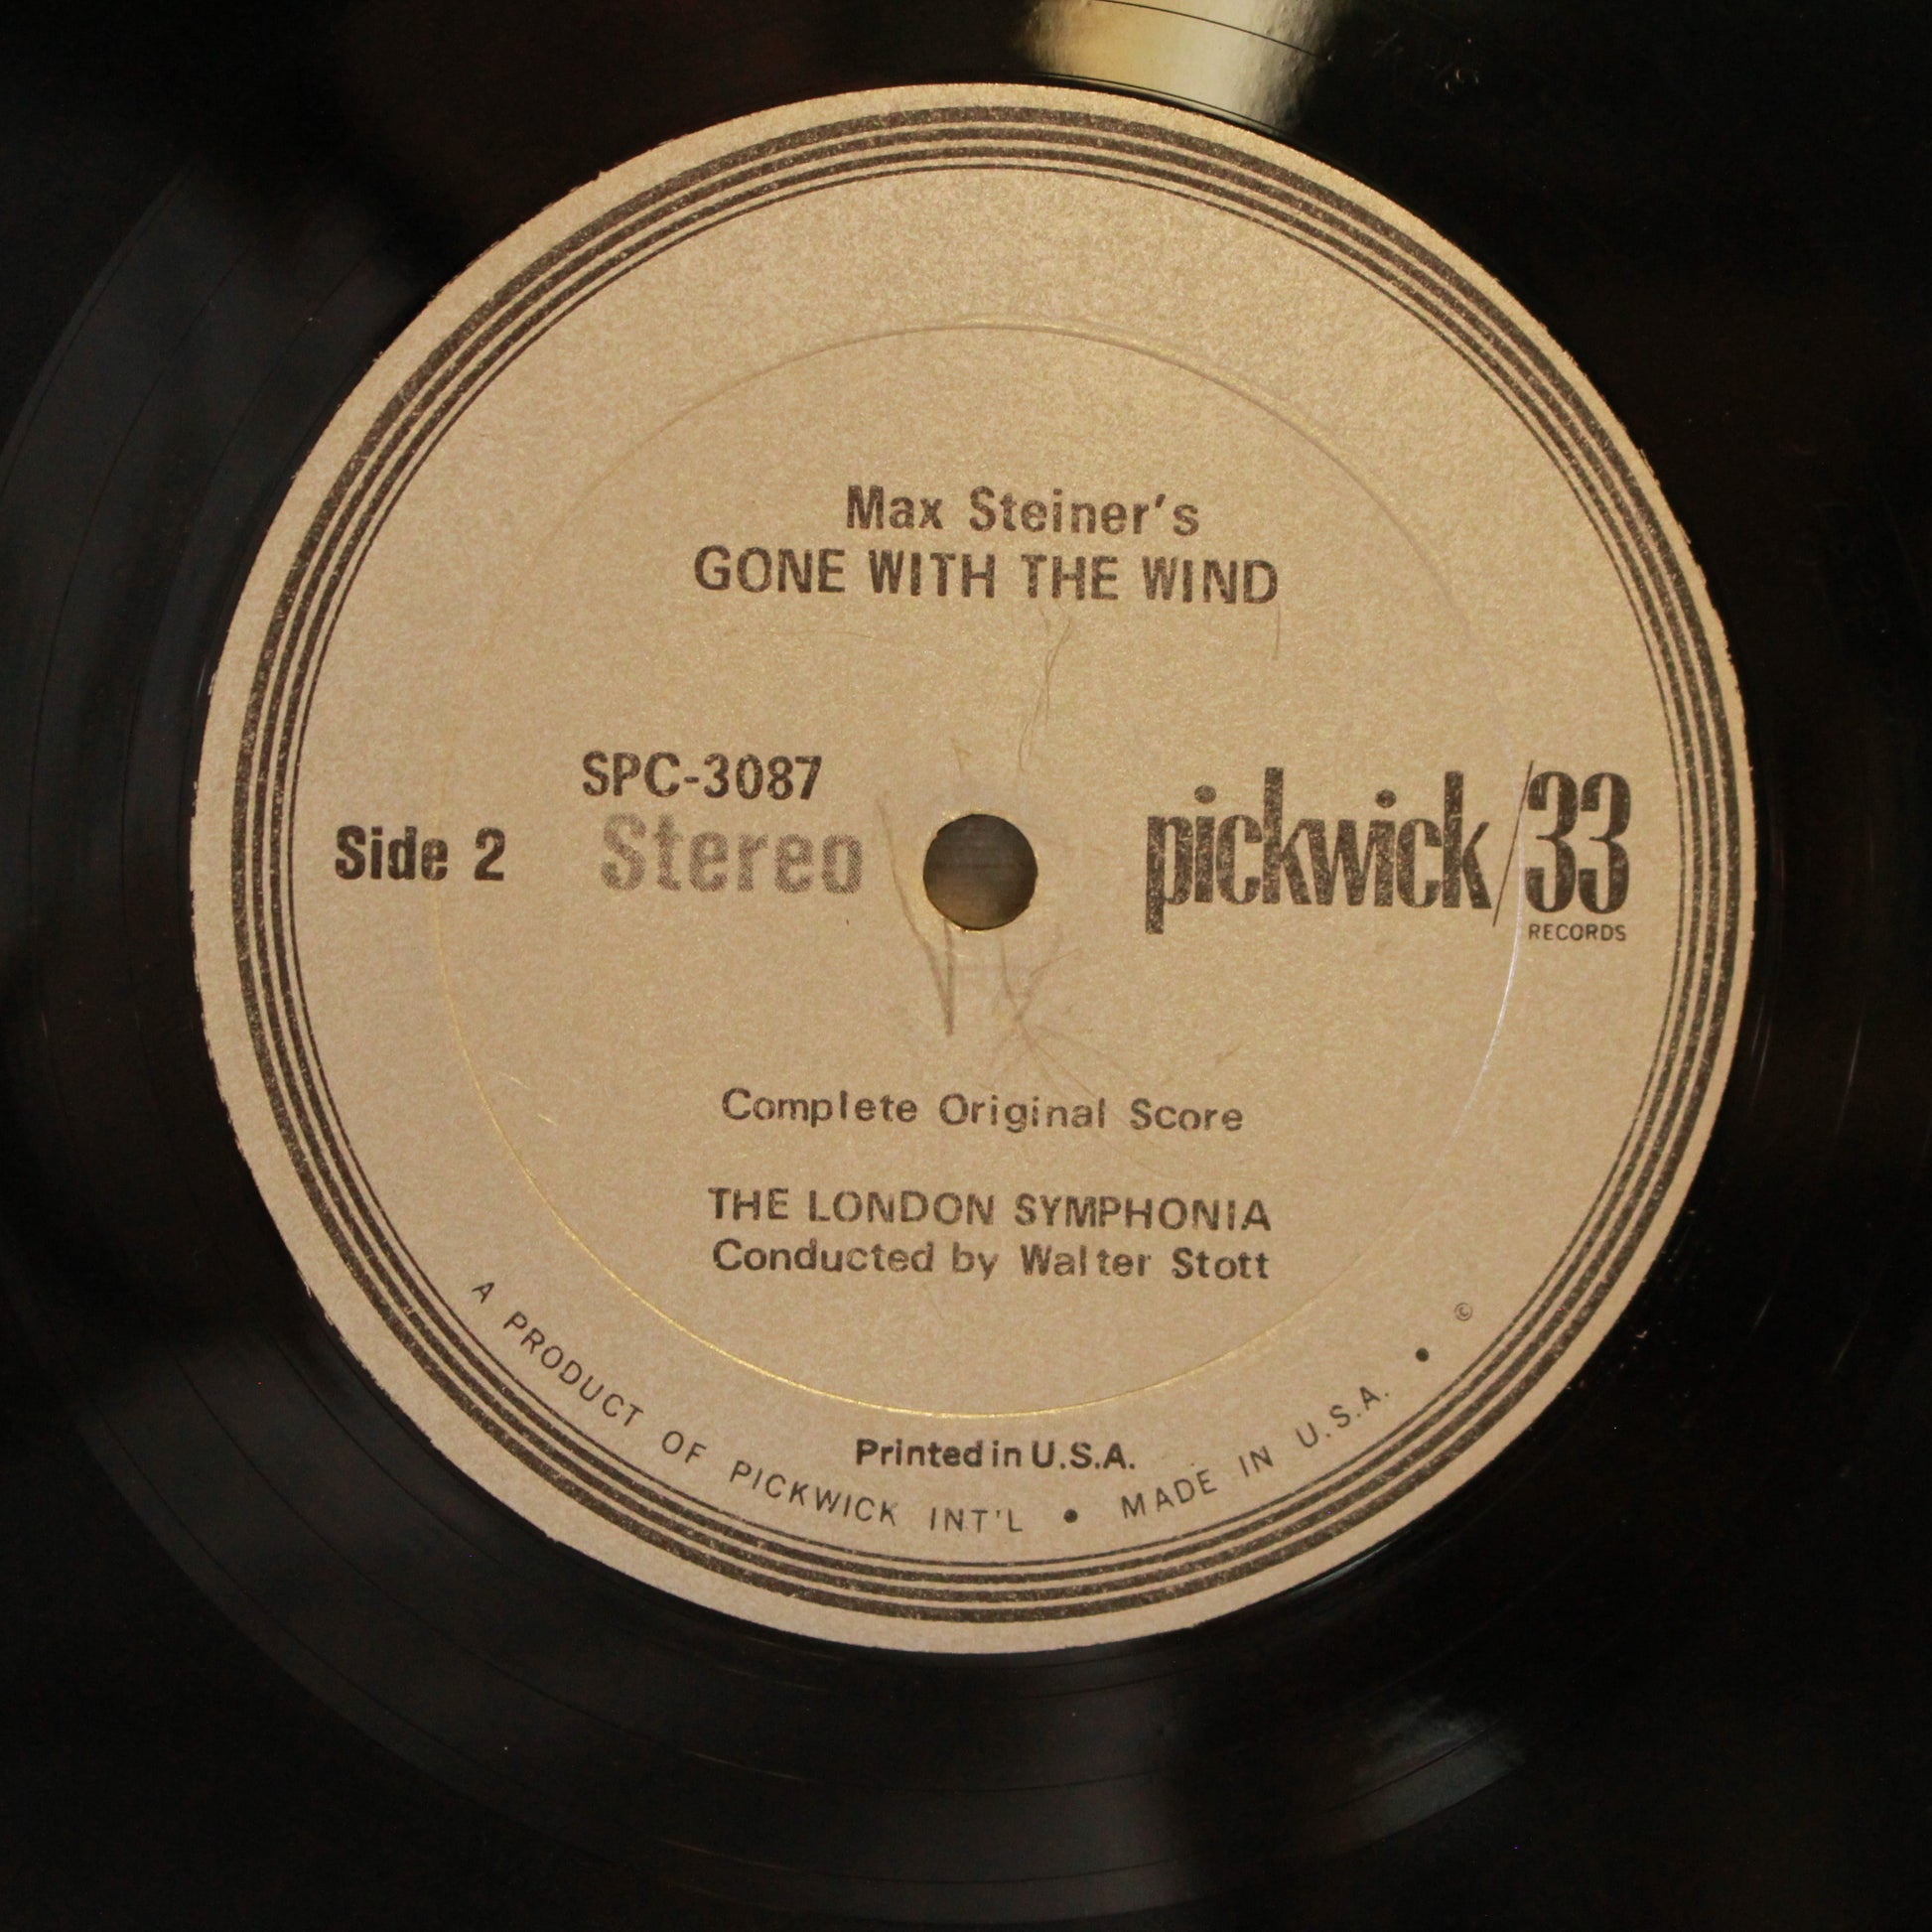 Max Steiner's
GONE WITH THE WIND
SPC-3087
Side 2
Stereo
pickwick/33
RECORDS
Complete Original Score
THE LONDON SYMPHONIA
Conducted by Walter Stott
Printed in U.S.A.
A PRODUCT OF PICKWICK INT'L • MADE IN U.S.A. • ©